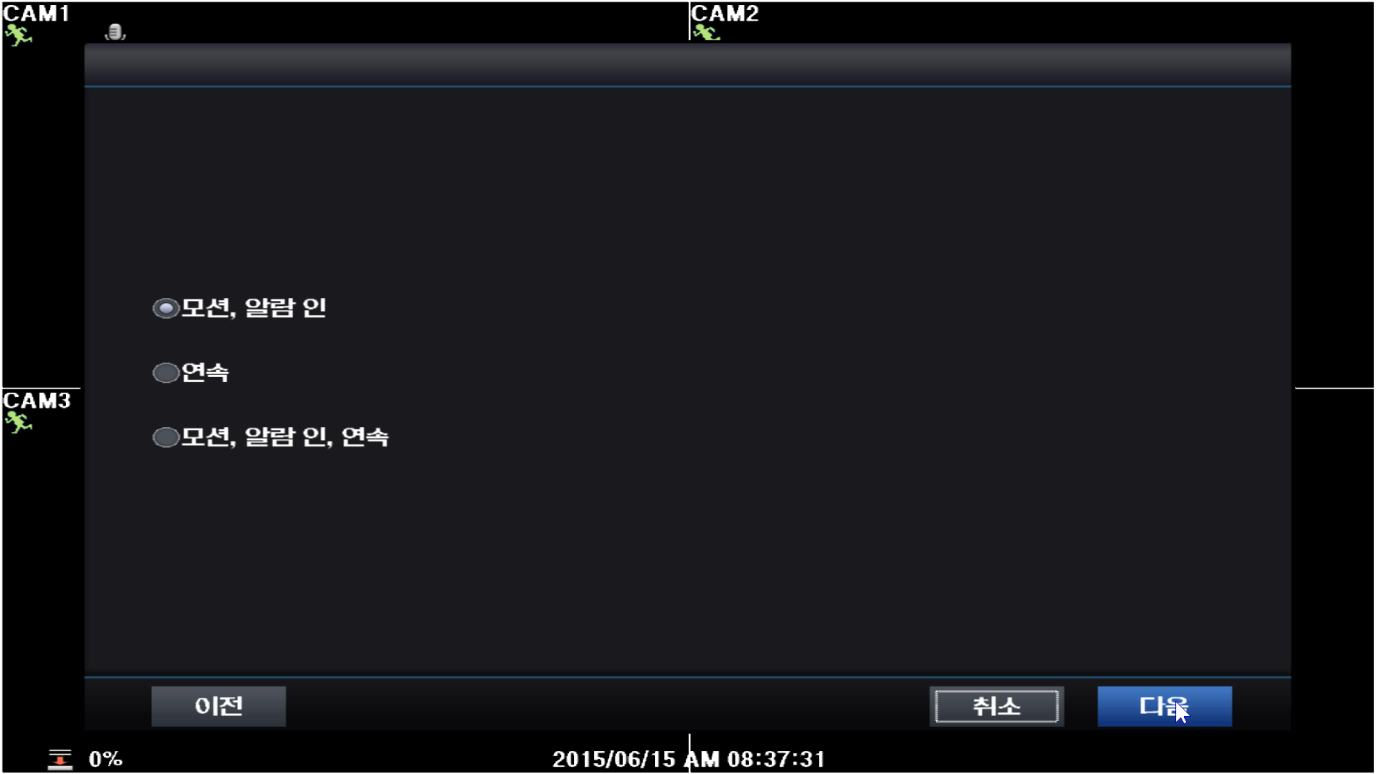 CAM1
CAM2
모션, 알람 인
연속
CAM3
모션, 알람 인, 연속
이전
취소
다음
0%
2015/06/15 AM 08:37:31